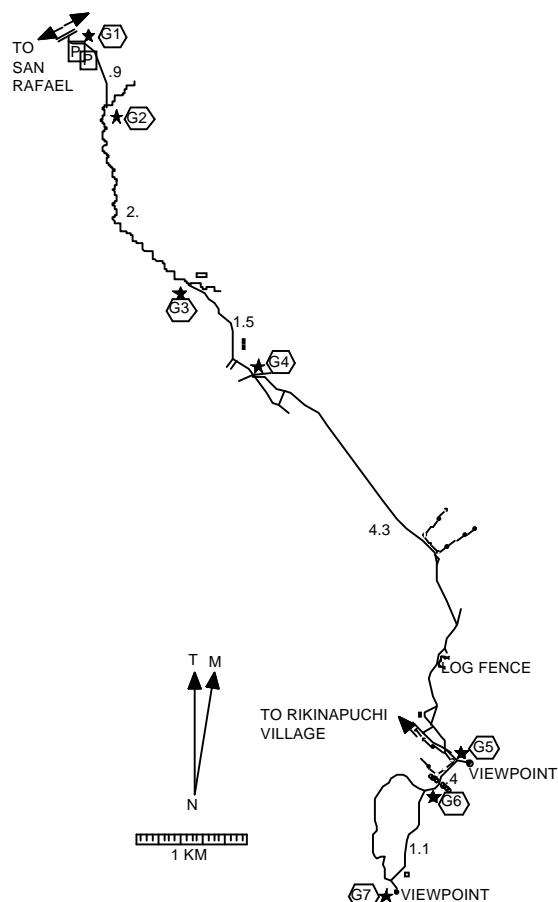 G1
TO
SAN
RAFAEL
P
P
.9
G2
2.
G3
1.5
G4
4.3
T M
LOG FENCE
TO RIKINAPUCHI
VILLAGE
G5
VIEWPOINT
.4
G6
N
1 KM
1.1
G7
VIEWPOINT